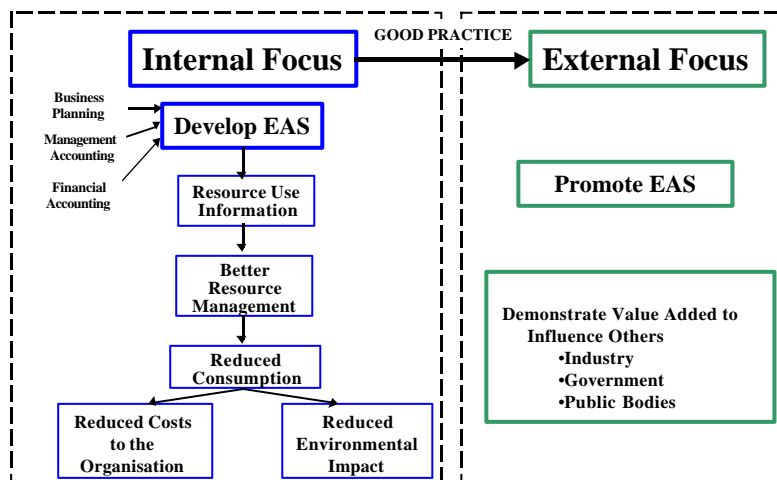 GOOD PRACTICE
Internal Focus
External Focus
Business
Planning
Management
Accounting
Financial
Accounting
Develop EAS
Resource Use
Information
Better
Resource
Management
Reduced
Consumption
Reduced Costs
to the
Organisation
Reduced
Environmental
Impact
Promote EAS
Demonstrate Value Added to
Influence Others
•Industry
•Government
•Public Bodies